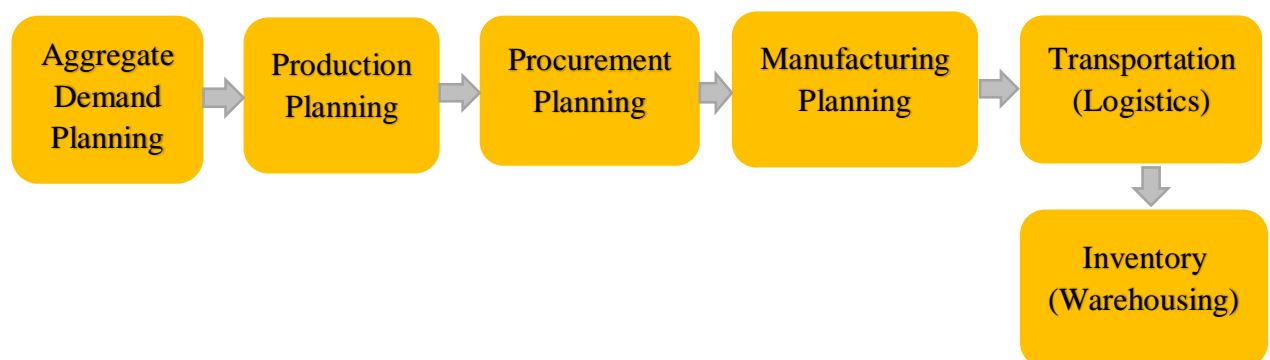 Aggregate
Demand
Planning
Production
Planning
Procurement
Planning
Manufacturing
Planning
Transportation
(Logistics)
Inventory
(Warehousing)